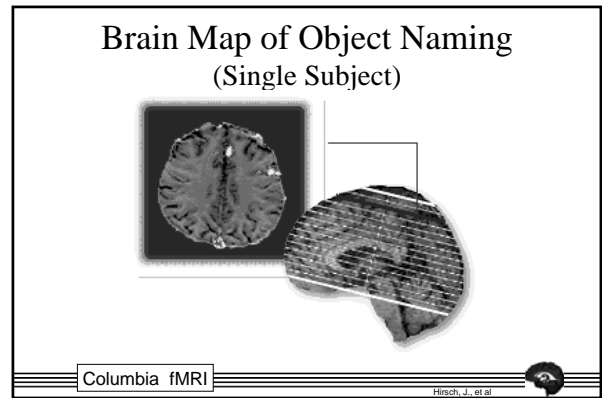 Brain Map of Object Naming
(Single Subject)
Columbia fMRI
Hirsch, J., et al